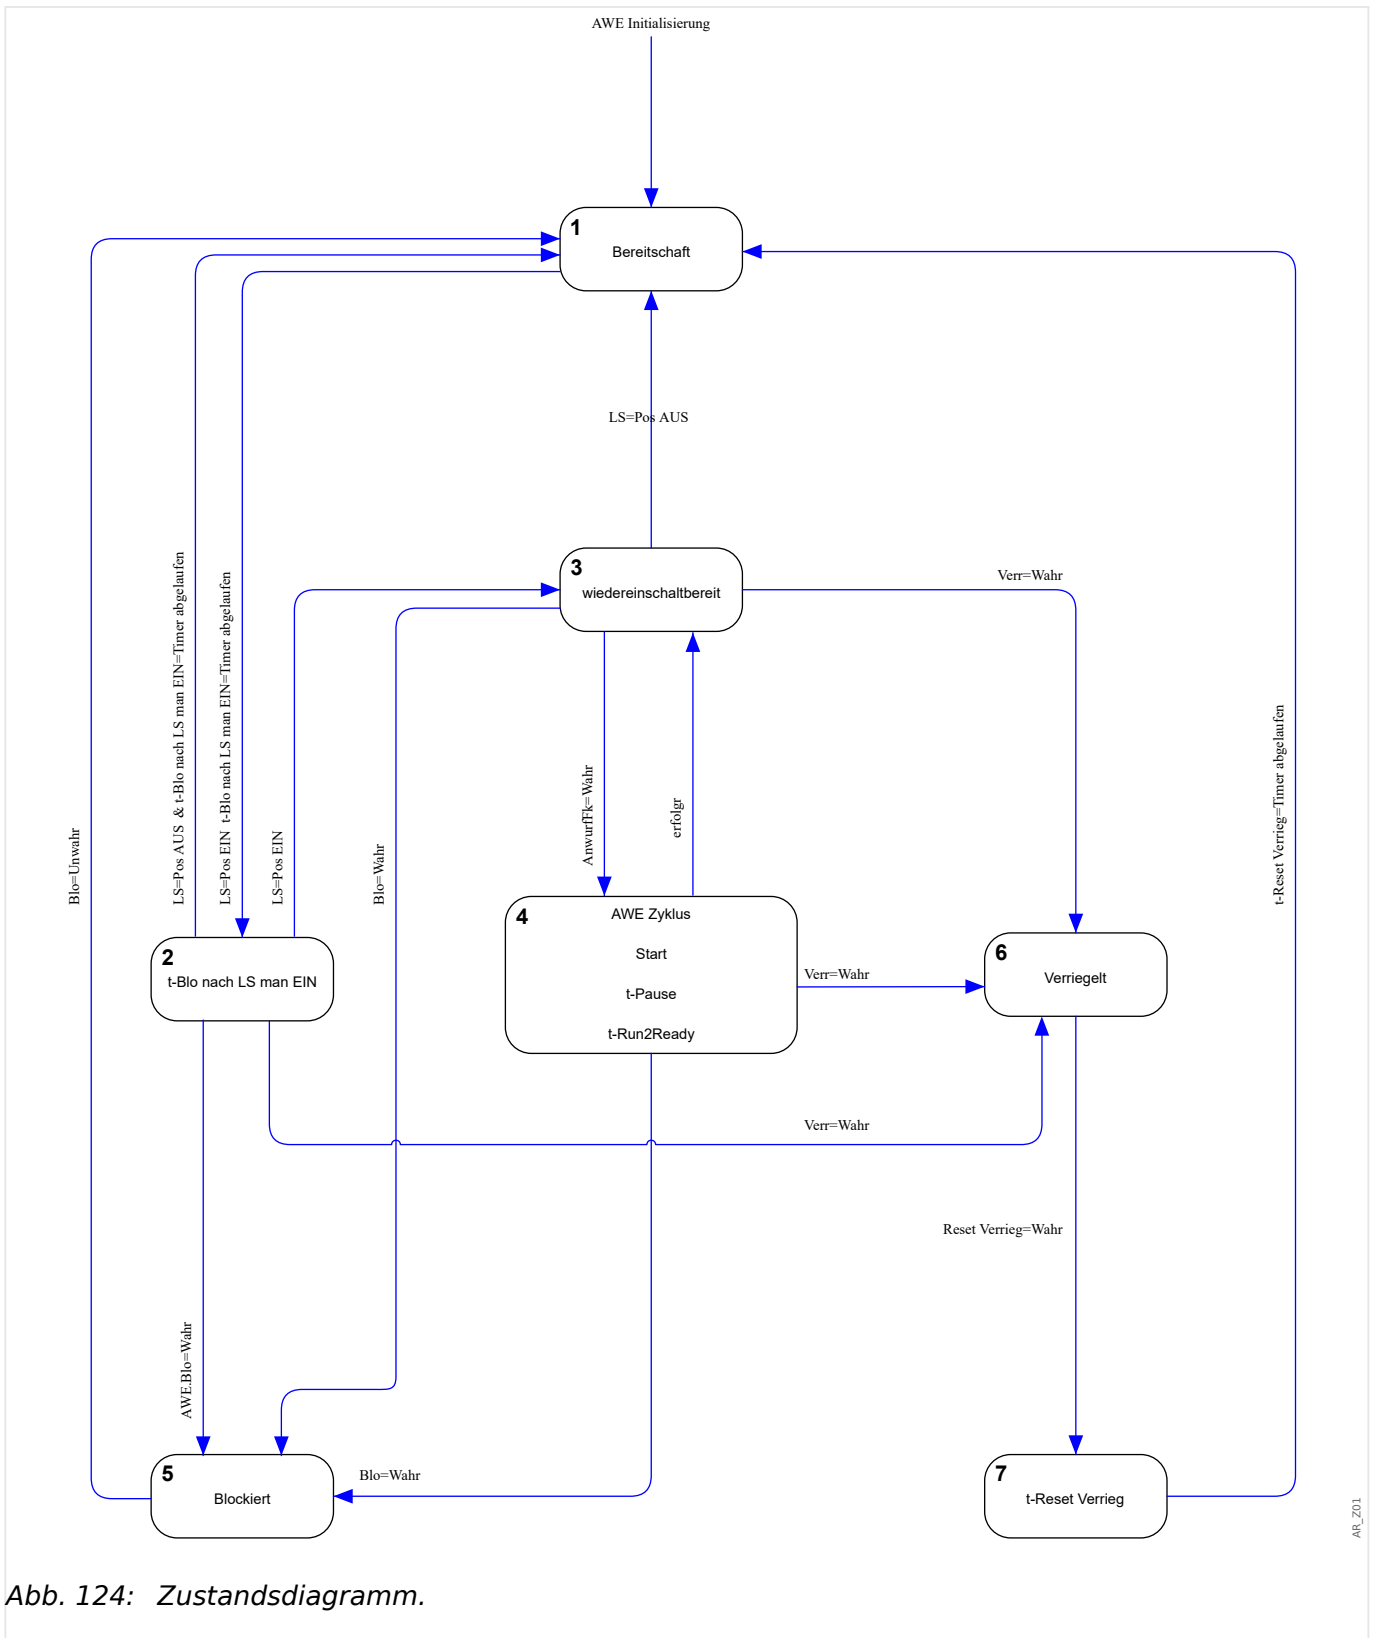 AWE Initialisierung
1
Bereitschaft
LS=Pos AUS
3
wiedereinschaltbereit
Verr=Wahr
Blo=Unwahr
LS=Pos AUS  & t-Blo nach LS man EIN=Timer abgelaufen
LS=Pos EIN  t-Blo nach LS man EIN=Timer abgelaufen
LS=Pos EIN
Blo=Wahr
AnwurfFk=Wahr
erfolgr
t-Reset Verrieg=Timer abgelaufen
2
t-Blo nach LS man EIN
4
AWE Zyklus
Start
t-Pause
t-Run2Ready
Verr=Wahr
6
Verriegelt
Verr=Wahr
Reset Verrieg=Wahr
AWE.Blo=Wahr
5
Blockiert
Blo=Wahr
7
t-Reset Verrieg
AR_Z01
Abb. 124: Zustandsdiagramm.